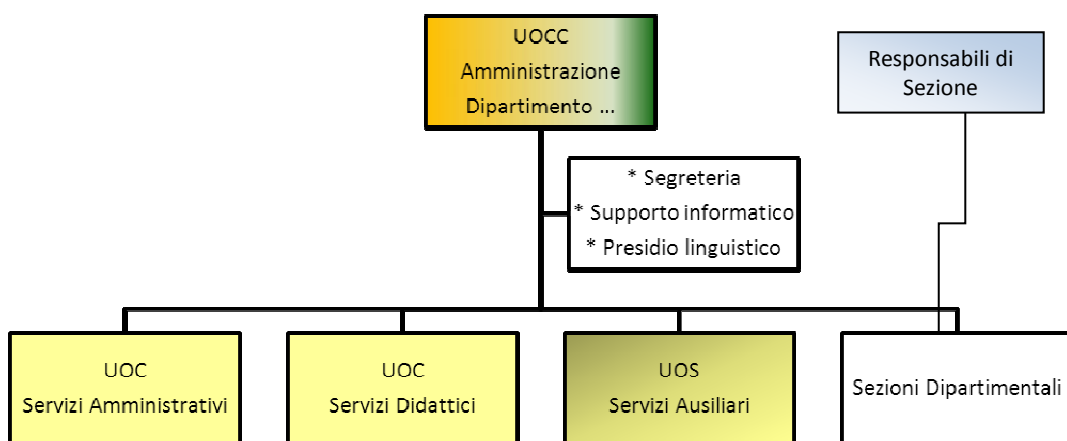 UOCC
Amministrazione
Dipartimento ...
Responsabili di
Sezione
* Segreteria
* Supporto informatico
* Presidio linguistico
UOC
Servizi Amministrativi
UOC
Servizi Didattici
UOS
Servizi Ausiliari
Sezioni Dipartimentali